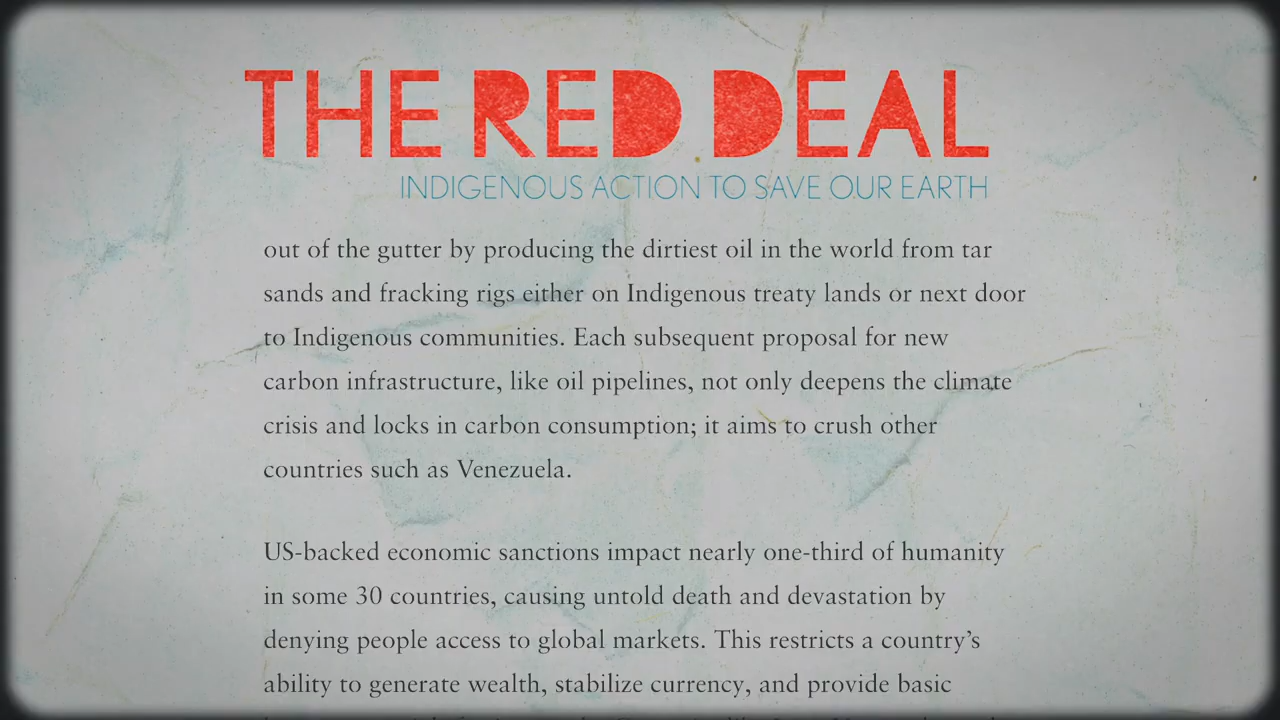 THE RED DEAL
INDIGENOUS ACTION TO SAVE OUR EARTH
out of the gutter by producing the dirtiest oil in the world from tar
sands and fracking rigs either on Indigenous treaty lands or next door
to Indigenous communities. Each subsequent proposal for new
carbon infrastructure, like oil pipelines, not only deepens the climate
crisis and locks in carbon consumption; it aims to crush other
countries such as Venezuela.
US-backed economic sanctions impact nearly one-third of humanity
in some 30 countries, causing untold death and devastation by
denying people access to global markets. This restricts a country’s
ability to generate wealth, stabilize currency, and provide basic